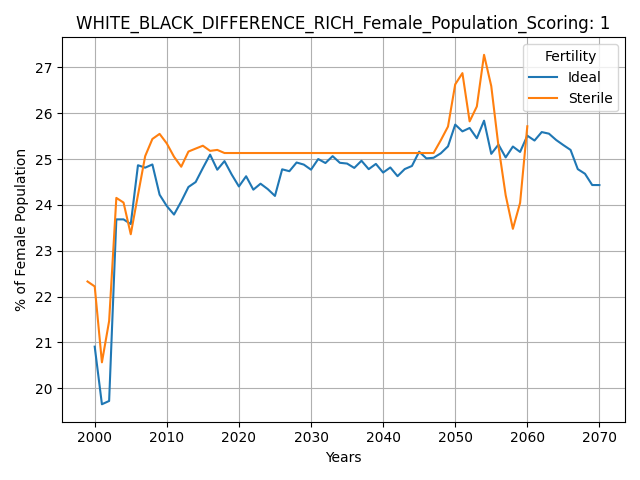 WHITE_BLACK_DIFFERENCE_RICH_Female_Population_Scoring: 1
Fertility
Ideal
Sterile
% of Female Population
27
26
25
24
23
22
21
20
2000 2010 2020 2030 2040 2050 2060 2070
Years